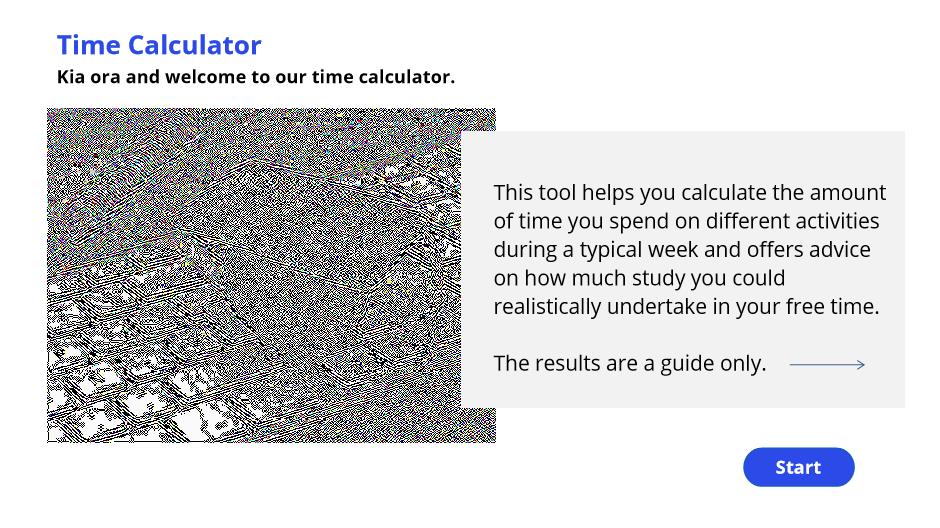 Time Calculator
Kia ora and welcome to our time calculator.
This tool helps you calculate the amount
of time you spend on different activities
during a typical week and offers advice
on how much study you could
realistically undertake in your free time.
The results are a guide only.
Start